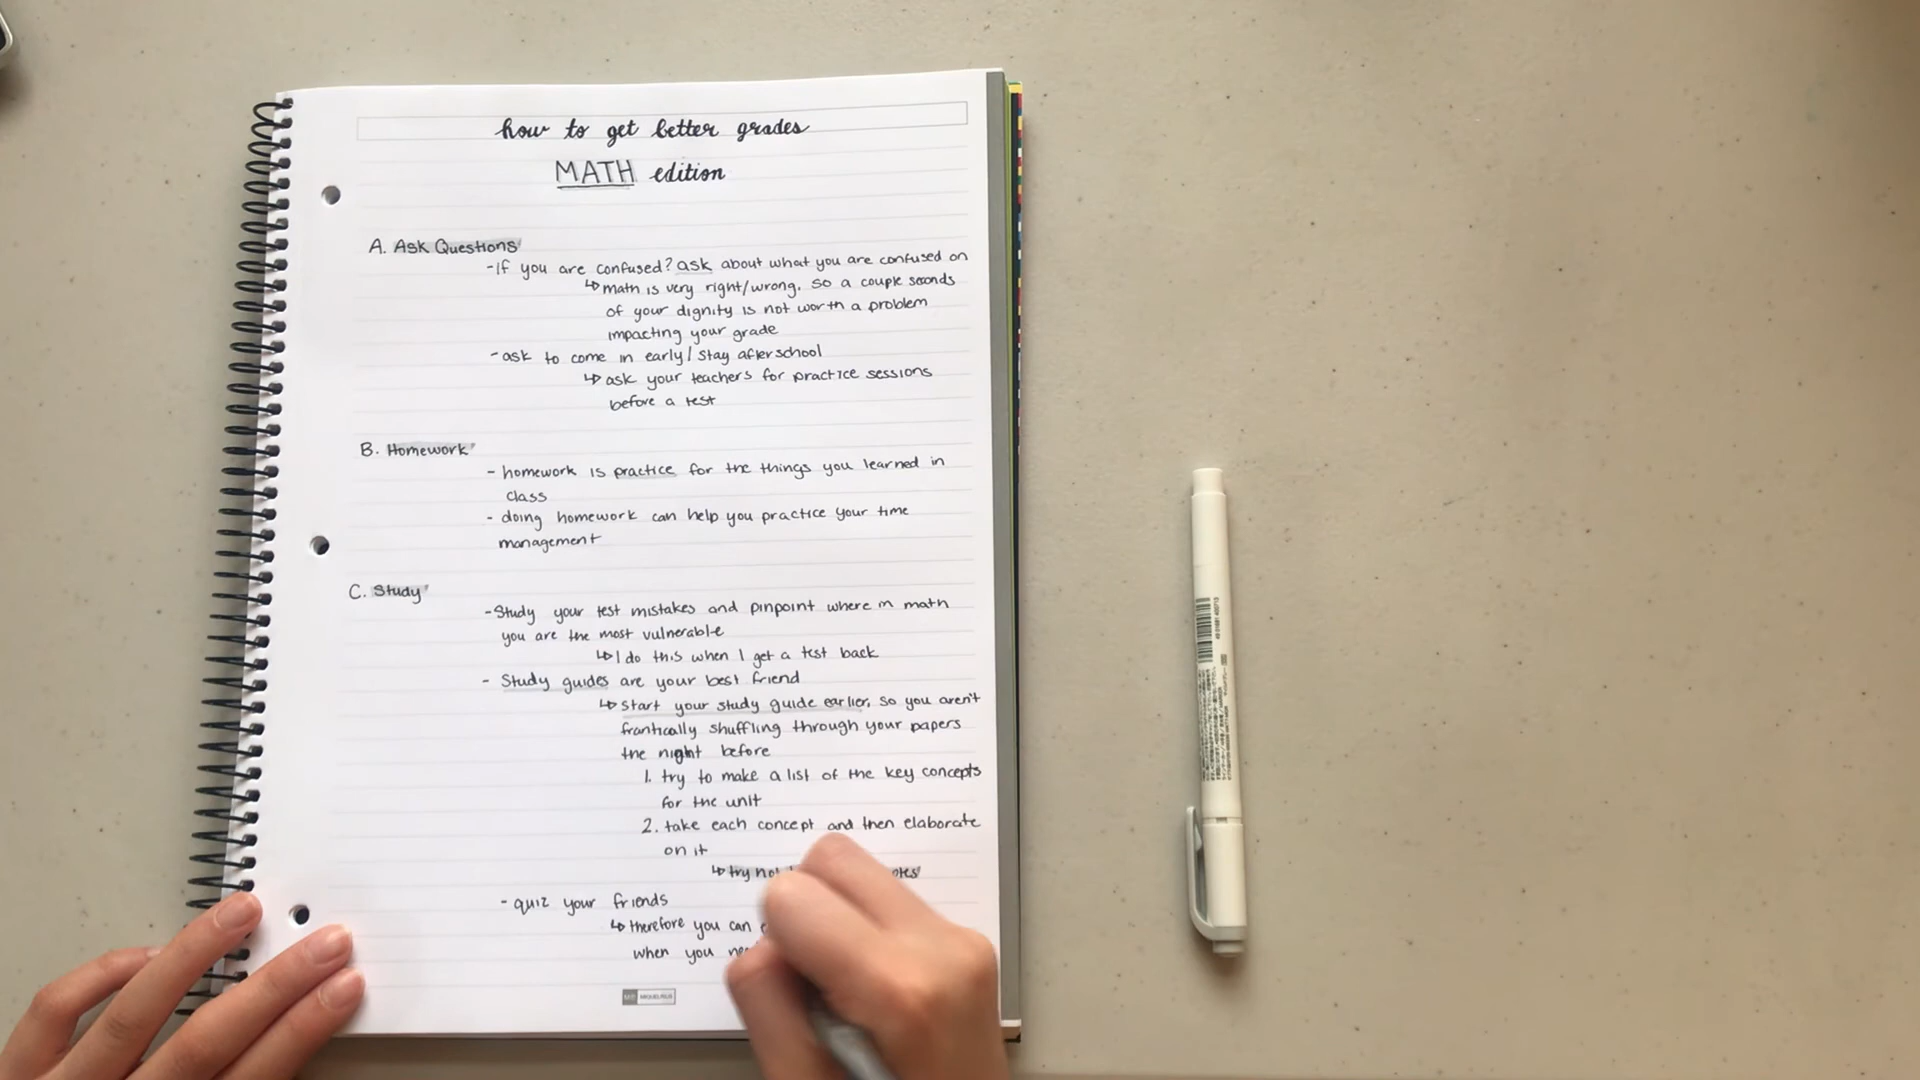 how to get better grades
MATH edition
A. Ask Questions
-if you are confused? ask about what you are confused on
↳ math is very right/wrong, so a couple seconds
of your dignity is not worth a problem
impacting your grade
- ask to come in early/stay afterschool
↳ ask your teachers for practice sessions
before a test
B. Homework
- homework is practice for the things you learned in
class
- doing homework can help you practice your time
management
C. Study
-Study your test mistakes and pinpoint where in math
you are the most vulnerable
↳ I do this when I get a test back
- Study guides are your best friend
↳ Start your study guide earlier, so you aren't
frantically shuffling through your papers
the night before
1. try to make a list of the key concepts
for the unit
2. take each concept and then elaborate
on it
↳ try not
- quiz your friends
↳ therefore you can
when you
MIQUELRIUS